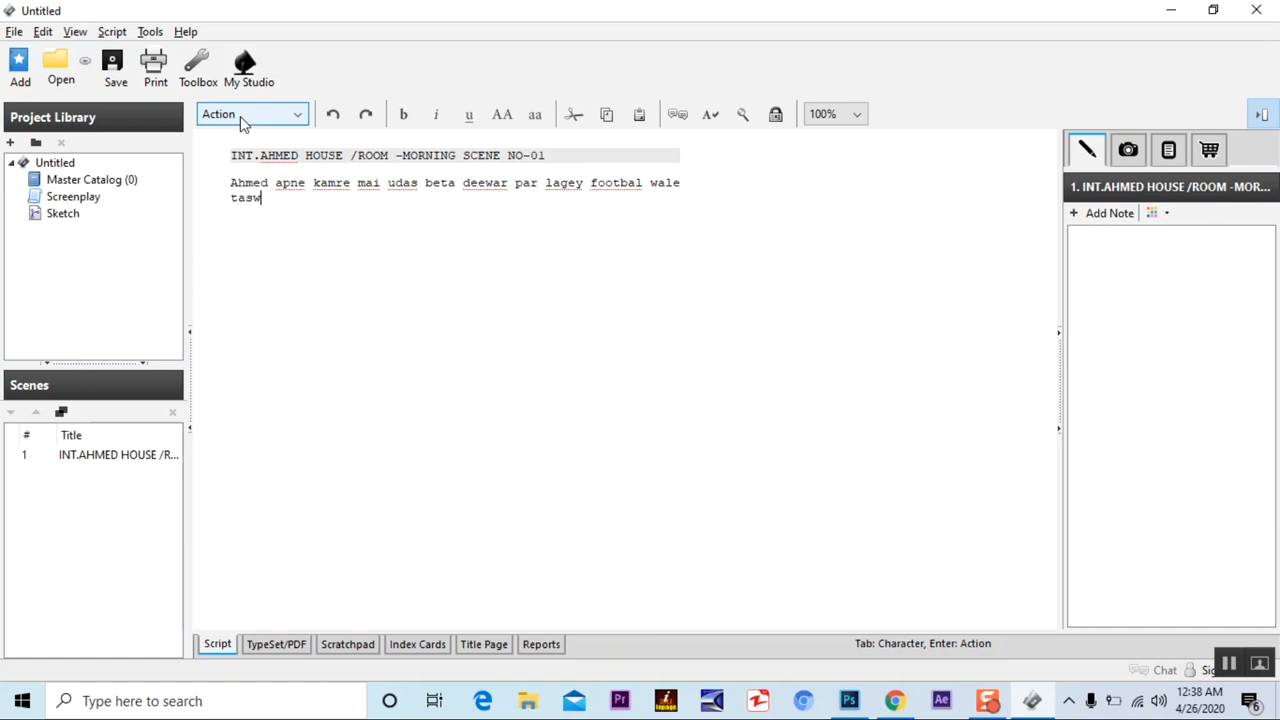 Untitled
File Edit View Script Tools Help
Add Open Save Print Toolbox My Studio
Project Library
Action
b i u AA aa
100%
Untitled
Master Catalog (0)
Screenplay
Sketch
INT.AHMED HOUSE /ROOM -MORNING SCENE NO-01
Ahmed apne kamre mai udas beta deewar par lagey footbal wale
tasw
1. INT.AHMED HOUSE /ROOM -MOR...
+ Add Note
Scenes
# Title
1 INT.AHMED HOUSE /R...
Script TypeSet/PDF Scratchpad Index Cards Title Page Reports
Tab: Character, Enter: Action
Chat
Type here to search
12:38 AM
4/26/2020
6